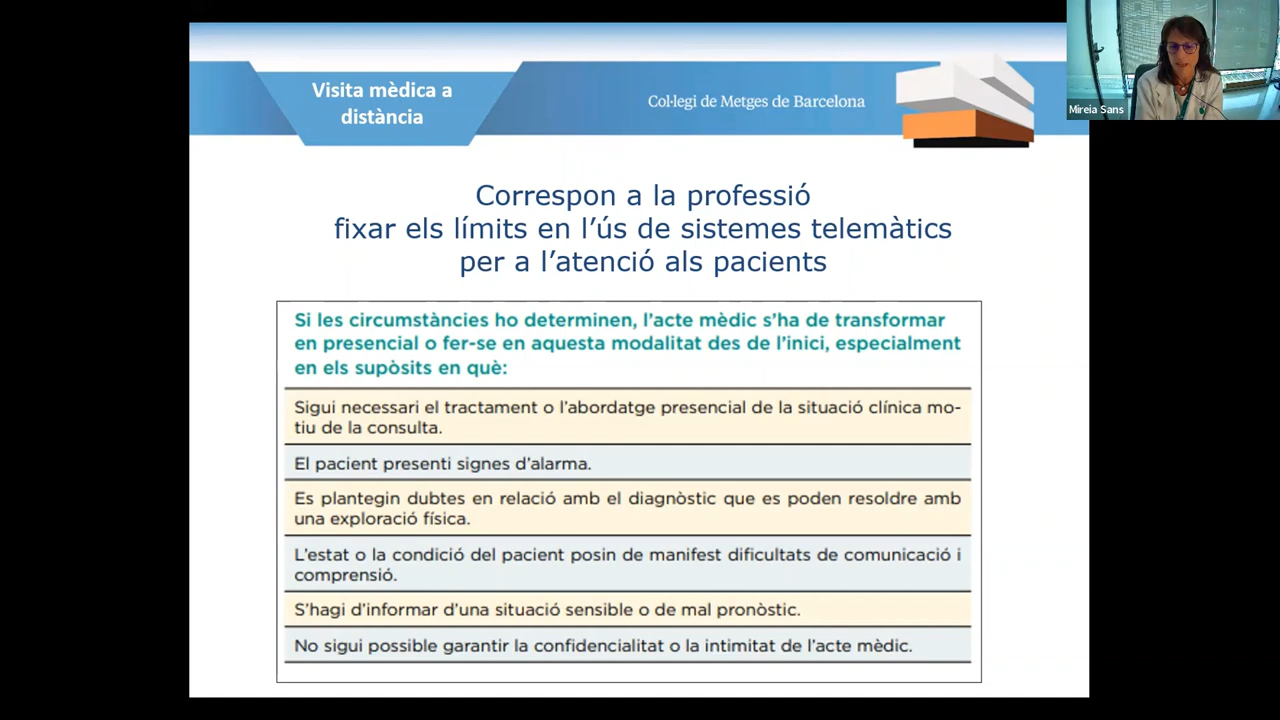 Visita mèdica a
distància
Col·legi de Metges de Barcelona
Mireia Sans
Correspon a la professió
fixar els límits en l’ús de sistemes telemàtics
per a l’atenció als pacients
Si les circumstàncies ho determinen, l’acte mèdic s’ha de transformar
en presencial o fer-se en aquesta modalitat des de l’inici, especialment
en els supòsits en què:
Sigui necessari el tractament o l’abordatge presencial de la situació clínica mo-
tiu de la consulta.
El pacient presenti signes d’alarma.
Es plantegin dubtes en relació amb el diagnòstic que es poden resoldre amb
una exploració física.
L’estat o la condició del pacient posin de manifest dificultats de comunicació i
comprensió.
S’hagi d’informar d’una situació sensible o de mal pronòstic.
No sigui possible garantir la confidencialitat o la intimitat de l’acte mèdic.